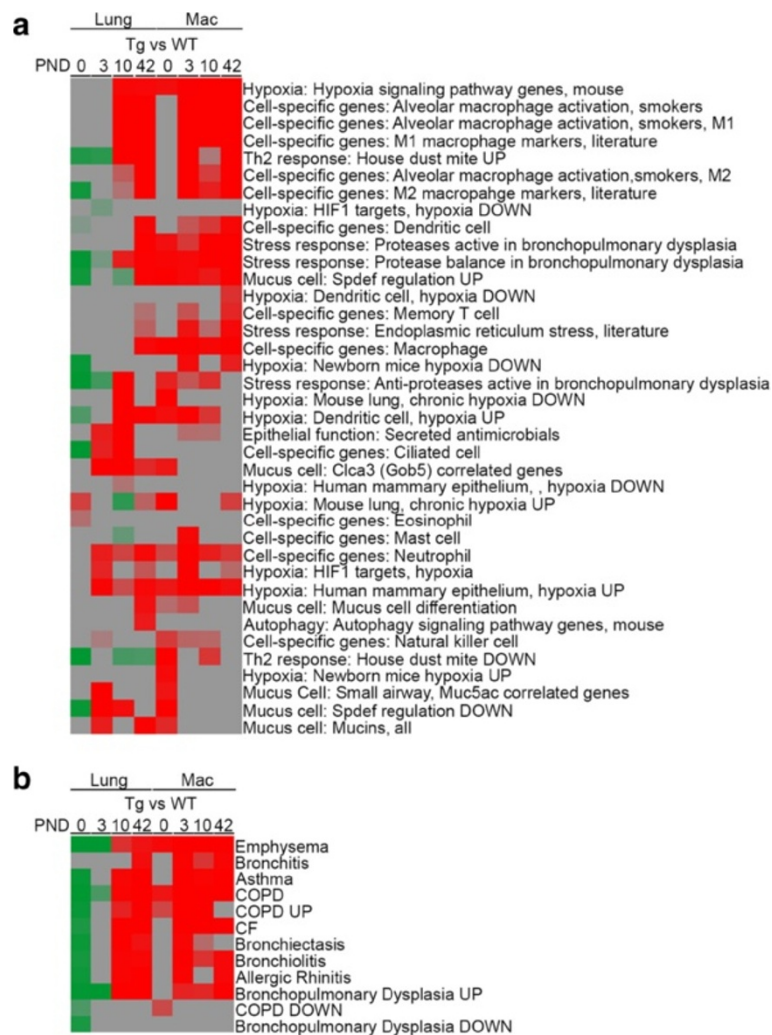 a
Lung Mac
Tg vs WT
PND 0 3 10 42 0 3 10 42
Hypoxia: Hypoxia signaling pathway genes, mouse
Cell-specific genes: Alveolar macrophage activation, smokers
Cell-specific genes: Alveolar macrophage activation, smokers, M1
Cell-specific genes: M1 macrophage markers, literature
Th2 response: House dust mite UP
Cell-specific genes: Alveolar macrophage activation,smokers, M2
Cell-specific genes: M2 macropahge markers, literature
Hypoxia: HIF1 targets, hypoxia DOWN
Cell-specific genes: Dendritic cell
Stress response: Proteases active in bronchopulmonary dysplasia
Stress response: Protease balance in bronchopulmonary dysplasia
Mucus cell: Spdef regulation UP
Hypoxia: Dendritic cell, hypoxia DOWN
Cell-specific genes: Memory T cell
Stress response: Endoplasmic reticulum stress, literature
Cell-specific genes: Macrophage
Hypoxia: Newborn mice hypoxia DOWN
Stress response: Anti-proteases active in bronchopulmonary dysplasia
Hypoxia: Mouse lung, chronic hypoxia DOWN
Hypoxia: Dendritic cell, hypoxia UP
Epithelial function: Secreted antimicrobials
Cell-specific genes: Ciliated cell
Mucus cell: Clca3 (Gob5) correlated genes
Hypoxia: Human mammary epithelium, , hypoxia DOWN
Hypoxia: Mouse lung, chronic hypoxia UP
Cell-specific genes: Eosinophil
Cell-specific genes: Mast cell
Cell-specific genes: Neutrophil
Hypoxia: HIF1 targets, hypoxia
Hypoxia: Human mammary epithelium, hypoxia UP
Mucus cell: Mucus cell differentiation
Autophagy: Autophagy signaling pathway genes, mouse
Cell-specific genes: Natural killer cell
Th2 response: House dust mite DOWN
Hypoxia: Newborn mice hypoxia UP
Mucus Cell: Small airway, Muc5ac correlated genes
Mucus cell: Spdef regulation DOWN
Mucus cell: Mucins, all
b
Lung Mac
Tg vs WT
PND 0 3 10 42 0 3 10 42
Emphysema
Bronchitis
Asthma
COPD
COPD UP
CF
Bronchiectasis
Bronchiolitis
Allergic Rhinitis
Bronchopulmonary Dysplasia UP
COPD DOWN
Bronchopulmonary Dysplasia DOWN